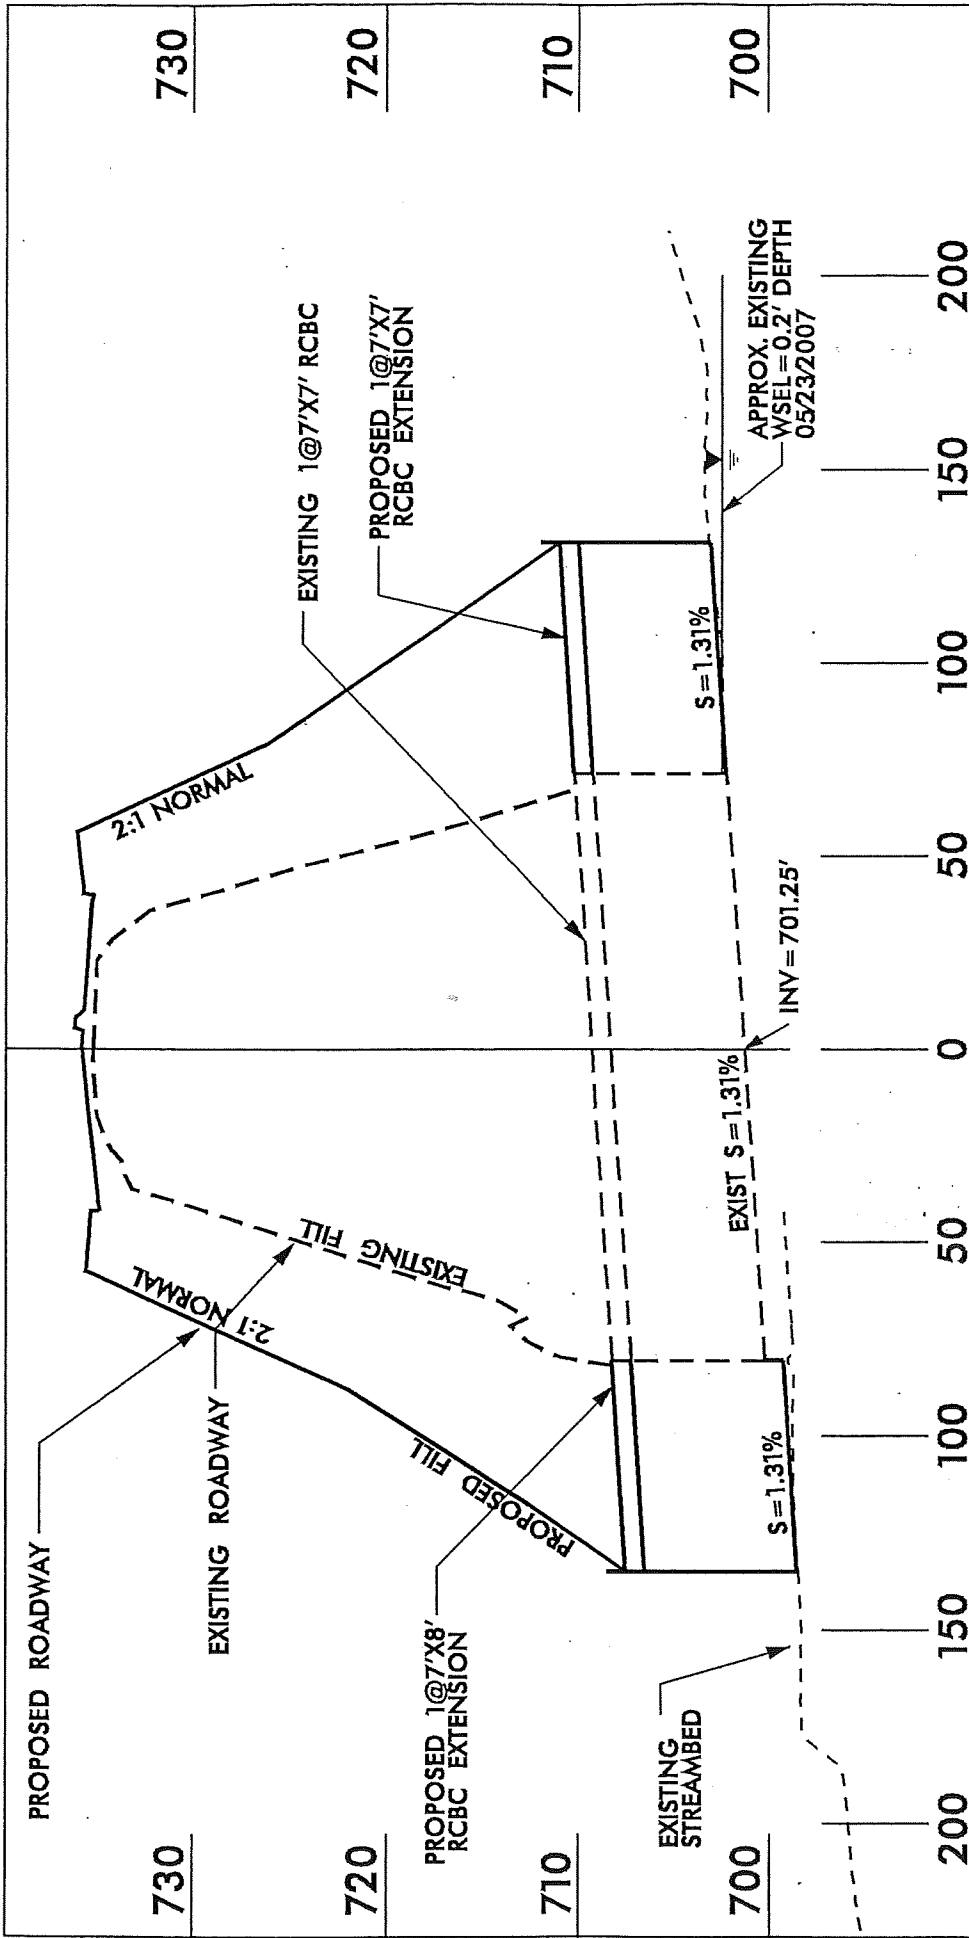 PROPOSED ROADWAY
EXISTING ROADWAY
PROPOSED 1@7'X8'
RCBC EXTENSION
EXISTING
STREAMBED
730
720
710
700
2:1 NORMAL
EXISTING FILL
PROPOSED FILL
S=1.31%
EXIST S=1.31%
INV=701.25'
2:1 NORMAL
EXISTING 1@7'X7' RCBC
PROPOSED 1@7'X7'
RCBC EXTENSION
S=1.31%
APPROX. EXISTING
WSEL=0.2' DEPTH
05/23/2007
730
720
710
700
200
150
100
50
0
50
100
150
200